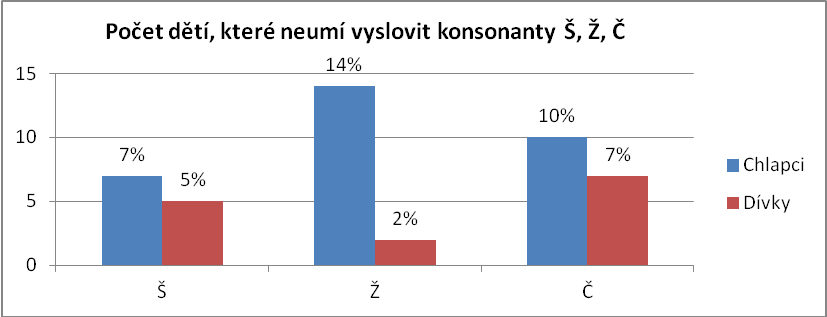 Počet dětí, které neumí vyslovit konsonanty Š, Ž, Č
15
10
5
0
7%
5%
14%
2%
10%
7%
Š
Ž
Č
Chlapci
Dívky